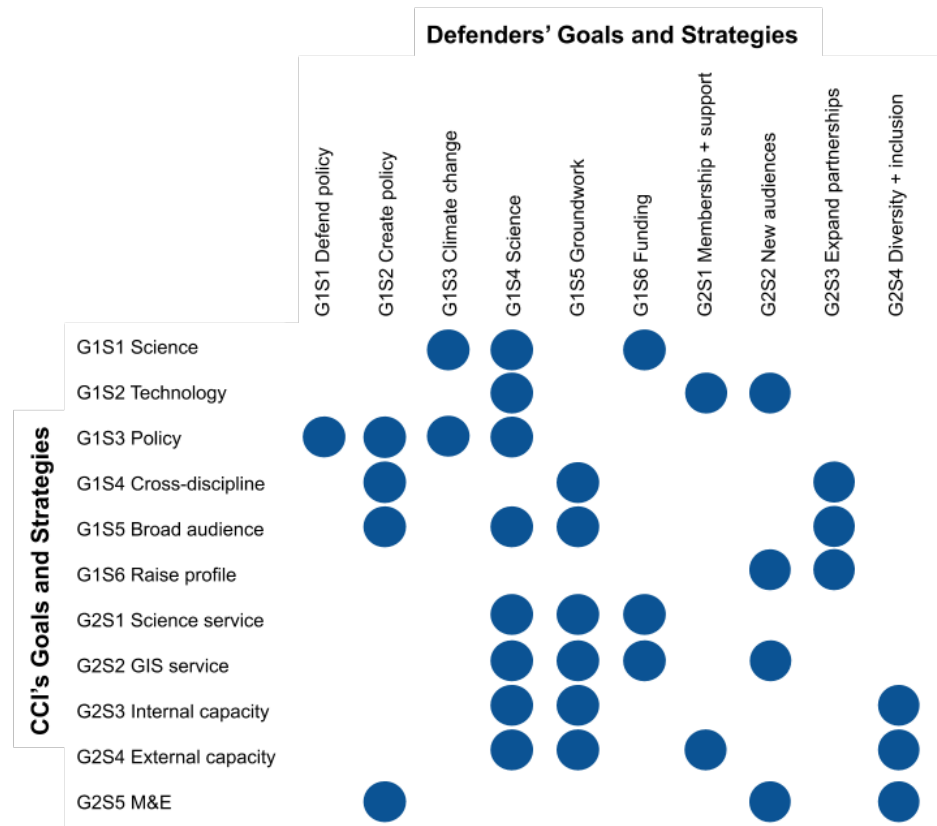 Defenders' Goals and Strategies
G1S1 Defend policy
G1S2 Create policy
G1S3 Climate change
G1S4 Science
G1S5 Groundwork
G1S6 Funding
G2S1 Membership + support
G2S2 New audiences
G2S3 Expand partnerships
G2S4 Diversity + inclusion
CCI's Goals and Strategies
G1S1 Science
G1S2 Technology
G1S3 Policy
G1S4 Cross-discipline
G1S5 Broad audience
G1S6 Raise profile
G2S1 Science service
G2S2 GIS service
G2S3 Internal capacity
G2S4 External capacity
G2S5 M&E